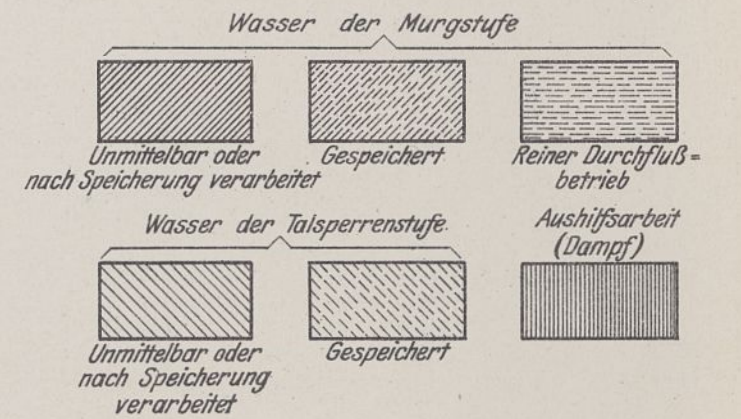 Wasser der Murgstufe
Unmittelbar oder
nach Speicherung verarbeitet
Gespeichert
Reiner Durchfluß=
betrieb
Wasser der Talsperrenstufe.
Aushilfsarbeit
(Dampf)
Unmittelbar oder
nach Speicherung
verarbeitet
Gespeichert